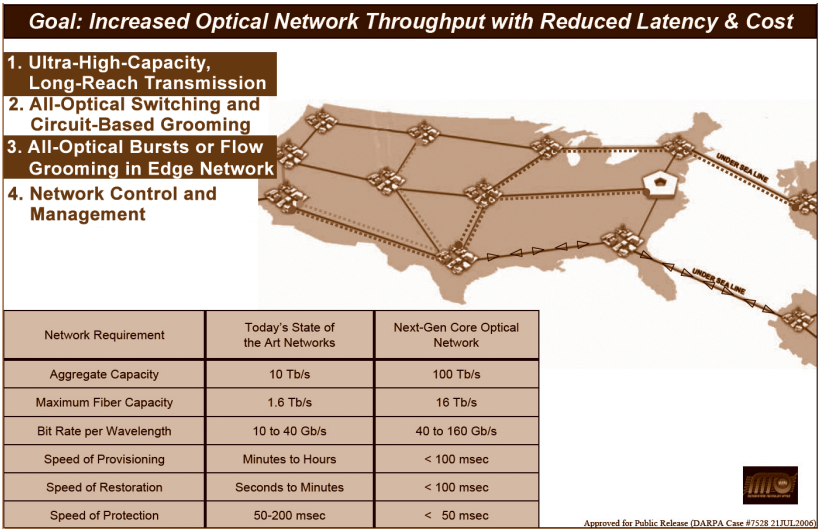 Goal: Increased Optical Network Throughput with Reduced Latency & Cost
1. Ultra-High-Capacity,
Long-Reach Transmission
2. All-Optical Switching and
Circuit-Based Grooming
3. All-Optical Bursts or Flow
Grooming in Edge Network
4. Network Control and
Management
UNDER SEA LINE
UNDER SEA LINE
Network Requirement
Today's State of
the Art Networks
Next-Gen Core Optical
Network
Aggregate Capacity 10 Tb/s 100 Tb/s
Maximum Fiber Capacity 1.6 Tb/s 16 Tb/s
Bit Rate per Wavelength 10 to 40 Gb/s 40 to 160 Gb/s
Speed of Provisioning Minutes to Hours < 100 msec
Speed of Restoration Seconds to Minutes < 100 msec
Speed of Protection 50-200 msec < 50 msec
MTO
Approved for Public Release (DARPA Case #7528 21JUL2006)